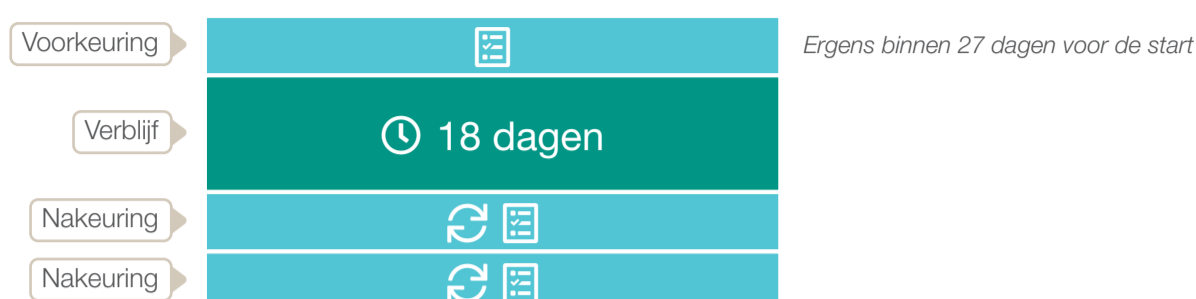 Voorkeuring
Ergens binnen 27 dagen voor de start
Verblijf
18 dagen
Nakeuring
Nakeuring